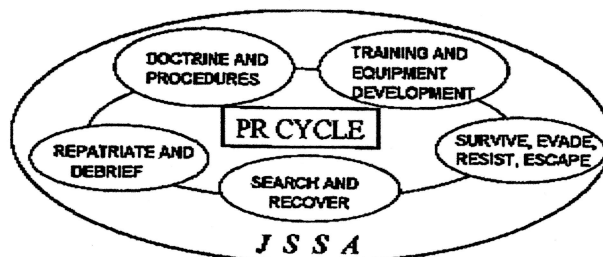 DOCTRINE AND
PROCEDURES
TRAINING AND
EQUIPMENT
DEVELOPMENT
PR CYCLE
REPATRIATE AND
DEBRIEF
SURVIVE, EVADE,
RESIST, ESCAPE
SEARCH AND
RECOVER
J S S A